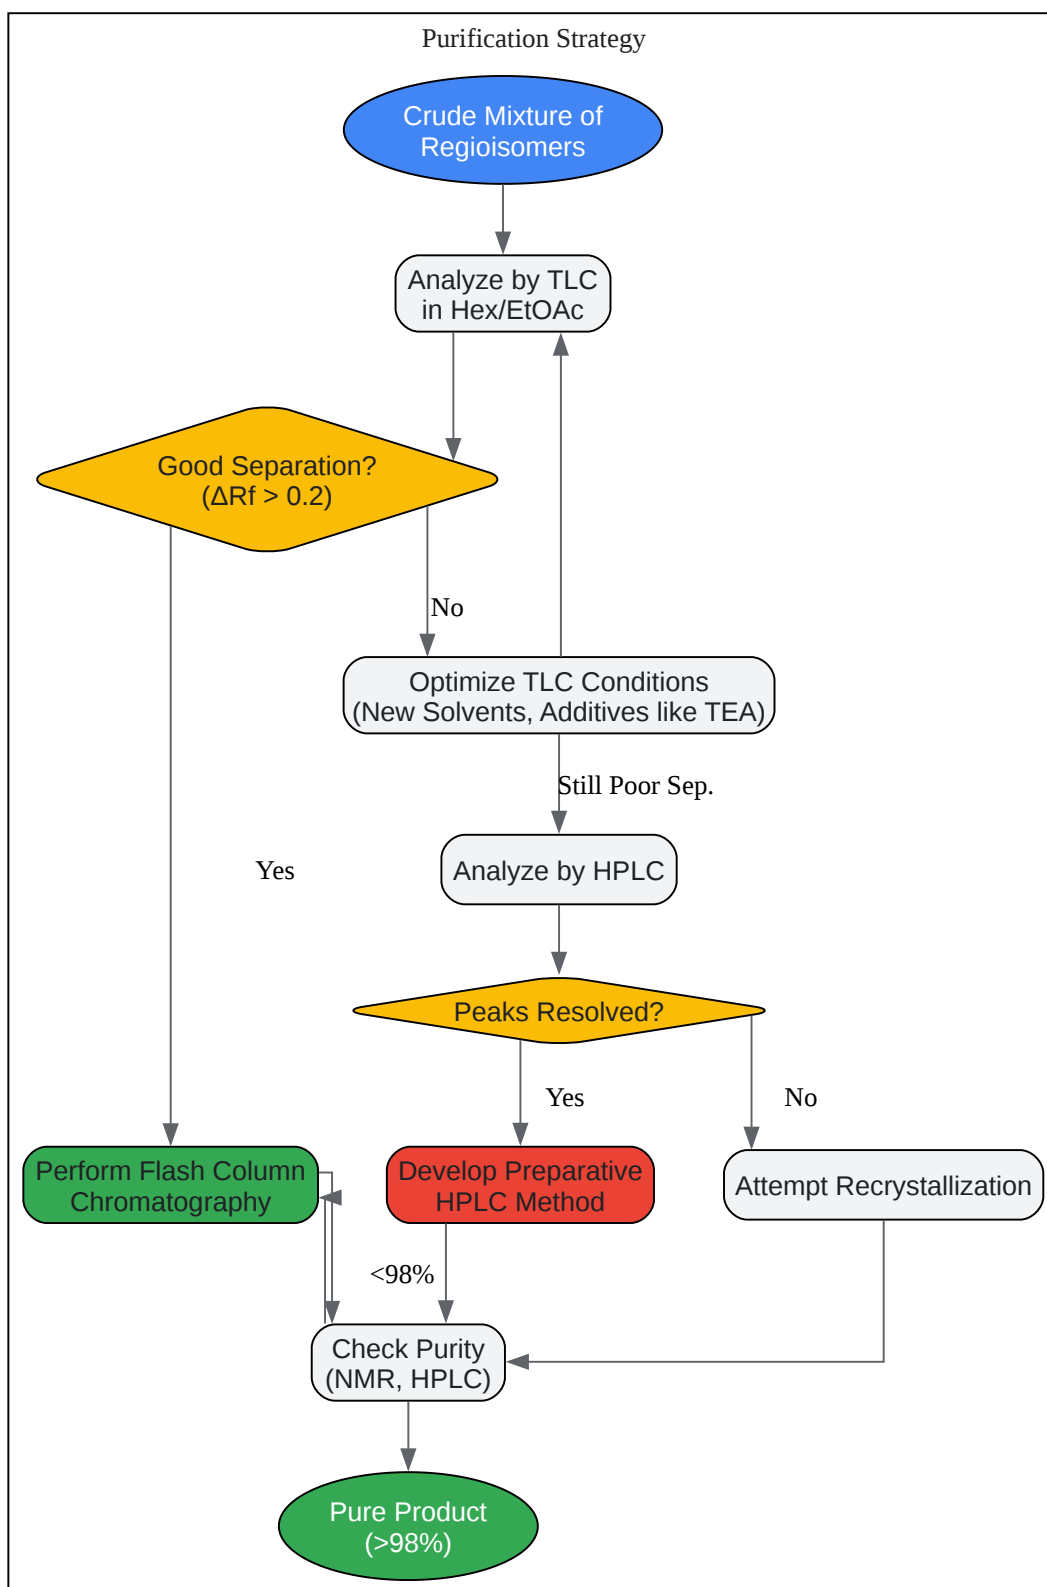 Purification Strategy
Crude Mixture of
Regioisomers
Analyze by TLC
in Hex/EtOAc
Good Separation?
(ΔRf > 0.2)
No
Optimize TLC Conditions
(New Solvents, Additives like TEA)
Still Poor Sep.
Analyze by HPLC
Yes
Peaks Resolved?
Yes
No
Perform Flash Column
Chromatography
Develop Preparative
HPLC Method
Attempt Recrystallization
<98%
Check Purity
(NMR, HPLC)
Pure Product
(>98%)